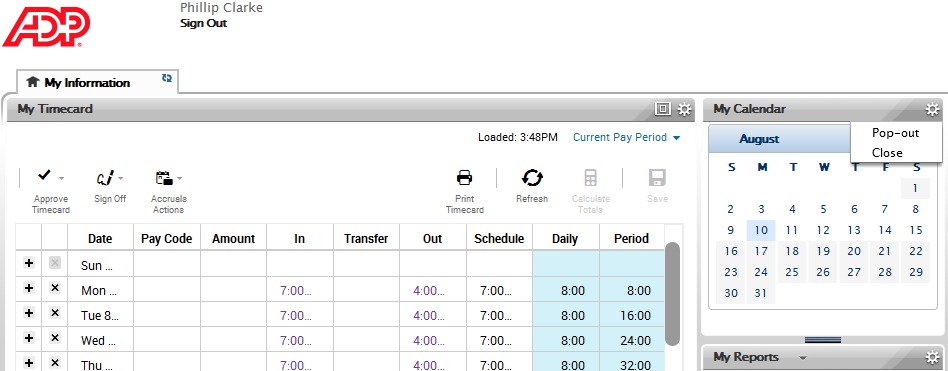 ADP
Phillip Clarke
Sign Out
My Information
My Timecard
Loaded: 3:48PM Current Pay Period
Approve Timecard
Sign Off
Accruals Actions
Print Timecard
Refresh
Calculate Totals
Save
Date Pay Code Amount In Transfer Out Schedule Daily Period
Sun ...
Mon ... 7:00... 4:00... 7:00... 8:00 8:00
Tue 8... 7:00... 4:00... 7:00... 8:00 16:00
Wed ... 7:00... 4:00... 7:00... 8:00 24:00
Thu ... 7:00... 4:00... 7:00... 8:00 32:00
My Calendar
Pop-out
Close
August
S M T W T F S
1
2 3 4 5 6 7 8
9 10 11 12 13 14 15
16 17 18 19 20 21 22
23 24 25 26 27 28 29
30 31
My Reports